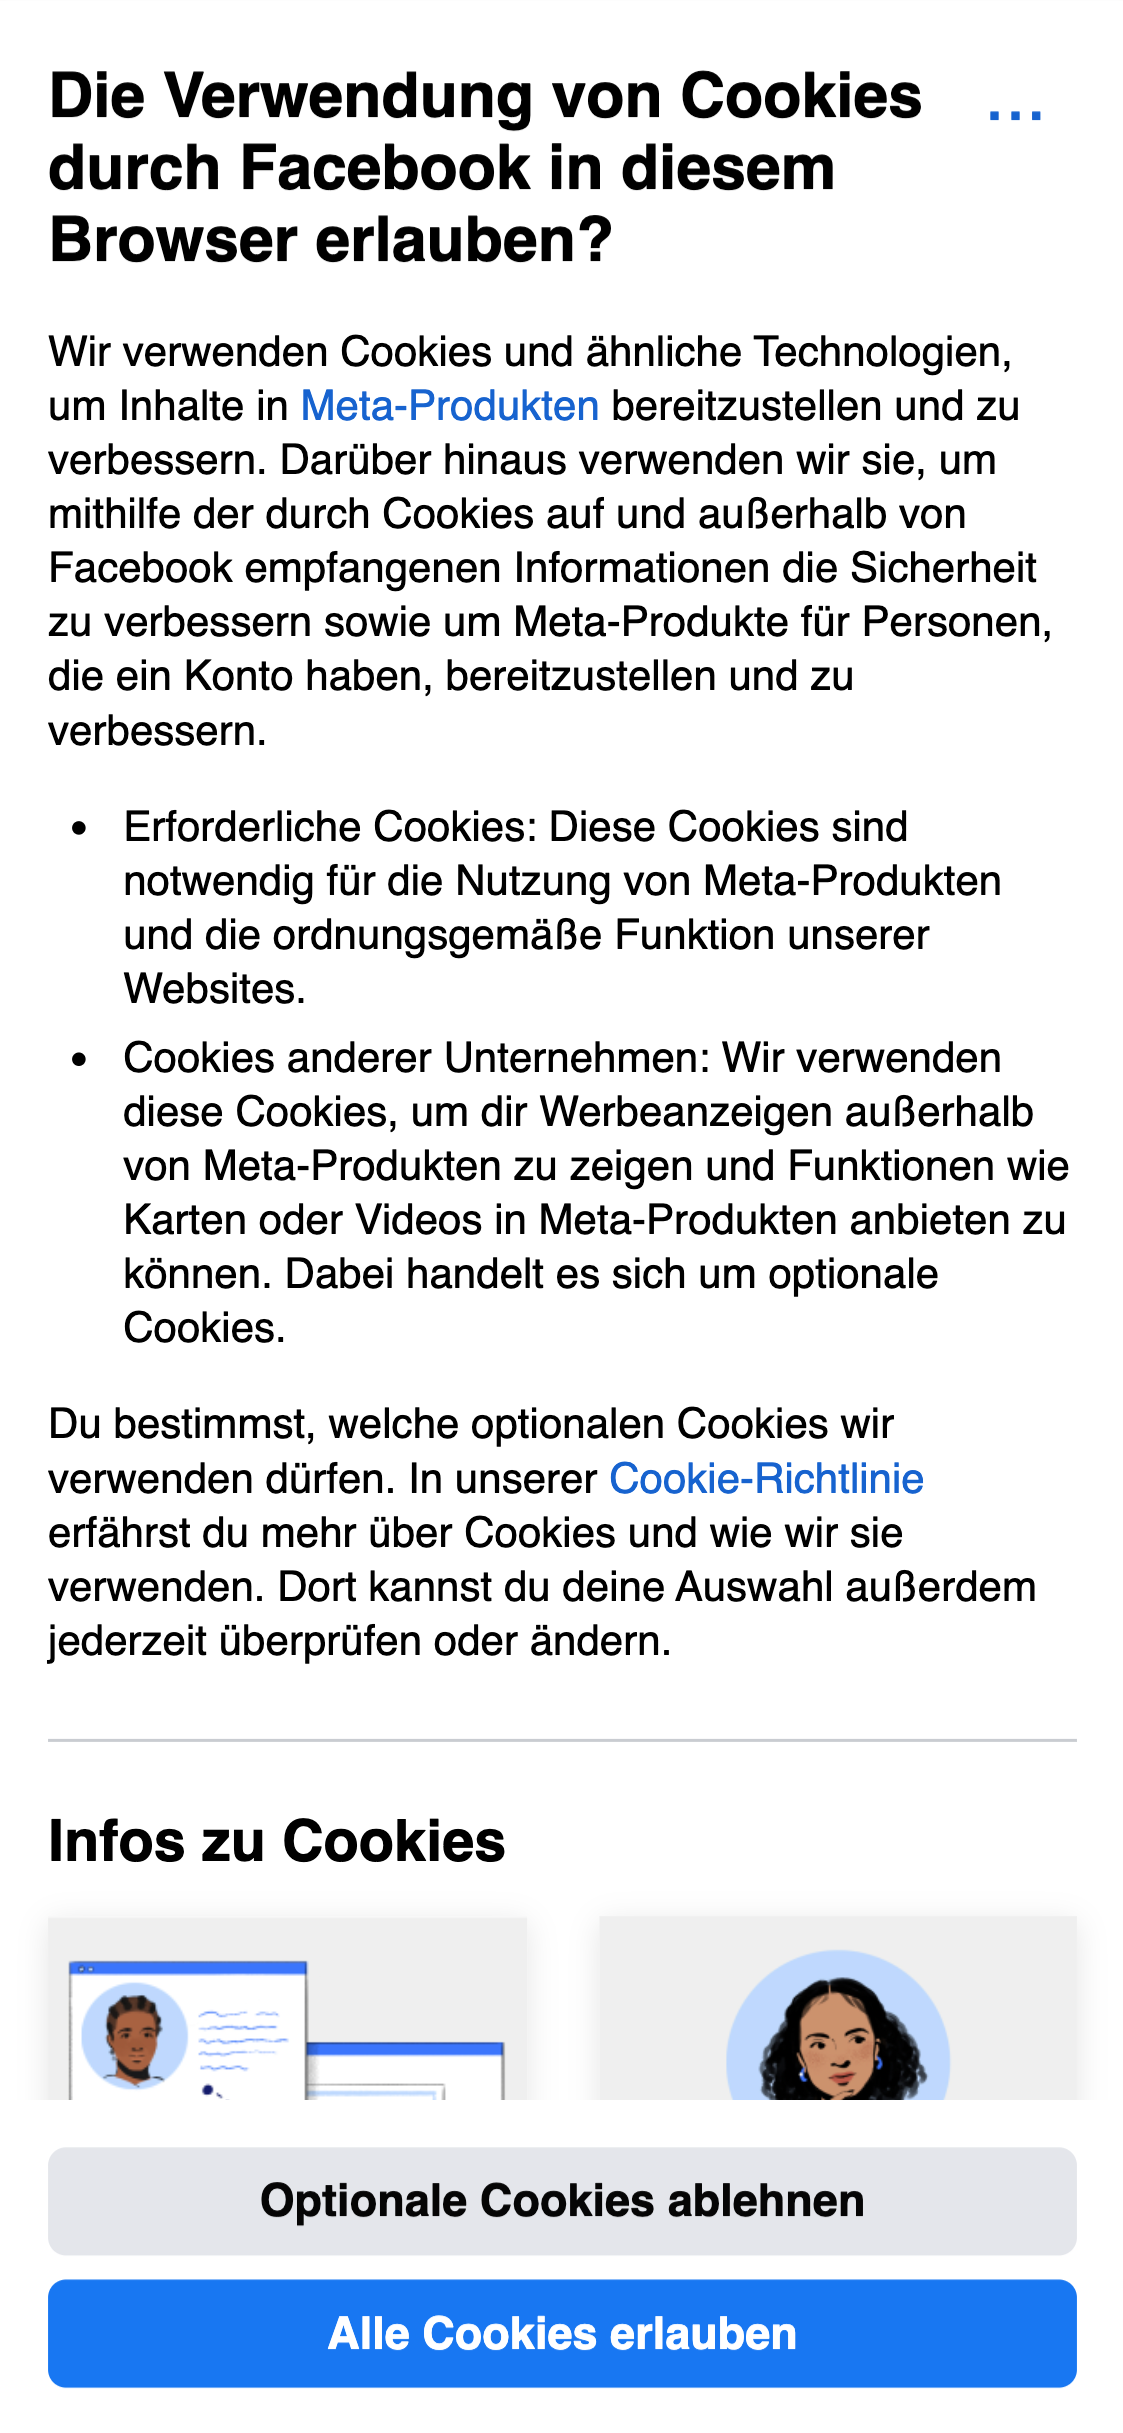 Die Verwendung von Cookies ...
durch Facebook in diesem
Browser erlauben?
Wir verwenden Cookies und ähnliche Technologien,
um Inhalte in Meta-Produkten bereitzustellen und zu
verbessern. Darüber hinaus verwenden wir sie, um
mithilfe der durch Cookies auf und außerhalb von
Facebook empfangenen Informationen die Sicherheit
zu verbessern sowie um Meta-Produkte für Personen,
die ein Konto haben, bereitzustellen und zu
verbessern.
• Erforderliche Cookies: Diese Cookies sind
notwendig für die Nutzung von Meta-Produkten
und die ordnungsgemäße Funktion unserer
Websites.
• Cookies anderer Unternehmen: Wir verwenden
diese Cookies, um dir Werbeanzeigen außerhalb
von Meta-Produkten zu zeigen und Funktionen wie
Karten oder Videos in Meta-Produkten anbieten zu
können. Dabei handelt es sich um optionale
Cookies.
Du bestimmst, welche optionalen Cookies wir
verwenden dürfen. In unserer Cookie-Richtlinie
erfährst du mehr über Cookies und wie wir sie
verwenden. Dort kannst du deine Auswahl außerdem
jederzeit überprüfen oder ändern.
Infos zu Cookies
Optionale Cookies ablehnen
Alle Cookies erlauben